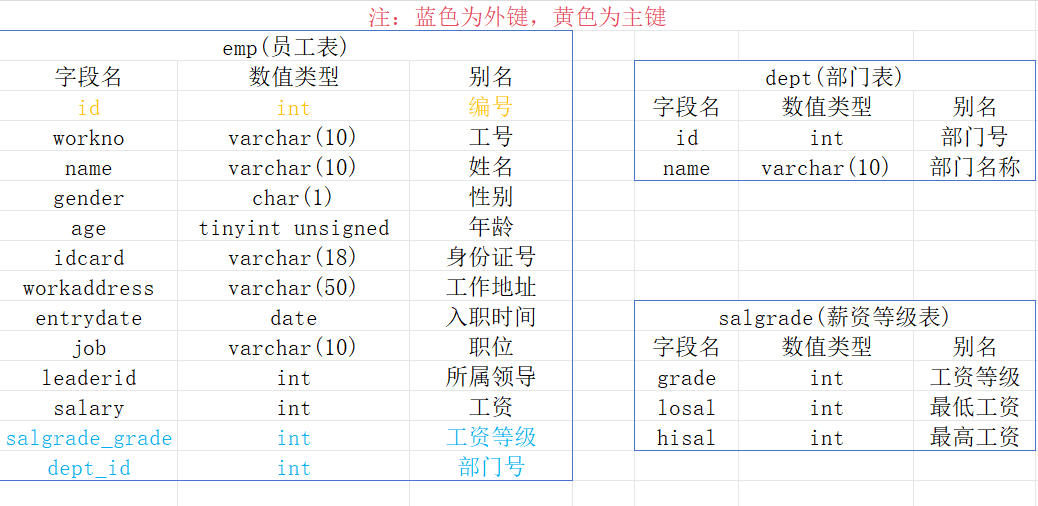 注：蓝色为外键，黄色为主键
emp(员工表)
字段名 数值类型 别名
id int 编号
workno varchar(10) 工号
name varchar(10) 姓名
gender char(1) 性别
age tinyint unsigned 年龄
idcard varchar(18) 身份证号
workaddress varchar(50) 工作地址
entrydate date 入职时间
job varchar(10) 职位
leaderid int 所属领导
salary int 工资
salgrade_grade int 工资等级
dept_id int 部门号
dept(部门表)
字段名 数值类型 别名
id int 部门号
name varchar(10) 部门名称
salgrade(薪资等级表)
字段名 数值类型 别名
grade int 工资等级
losal int 最低工资
hisal int 最高工资